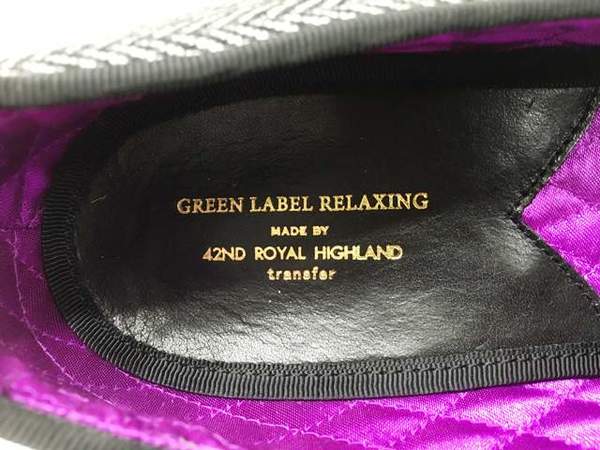 GREEN LABEL RELAXING
MADE BY
42ND ROYAL HIGHLAND
transfer